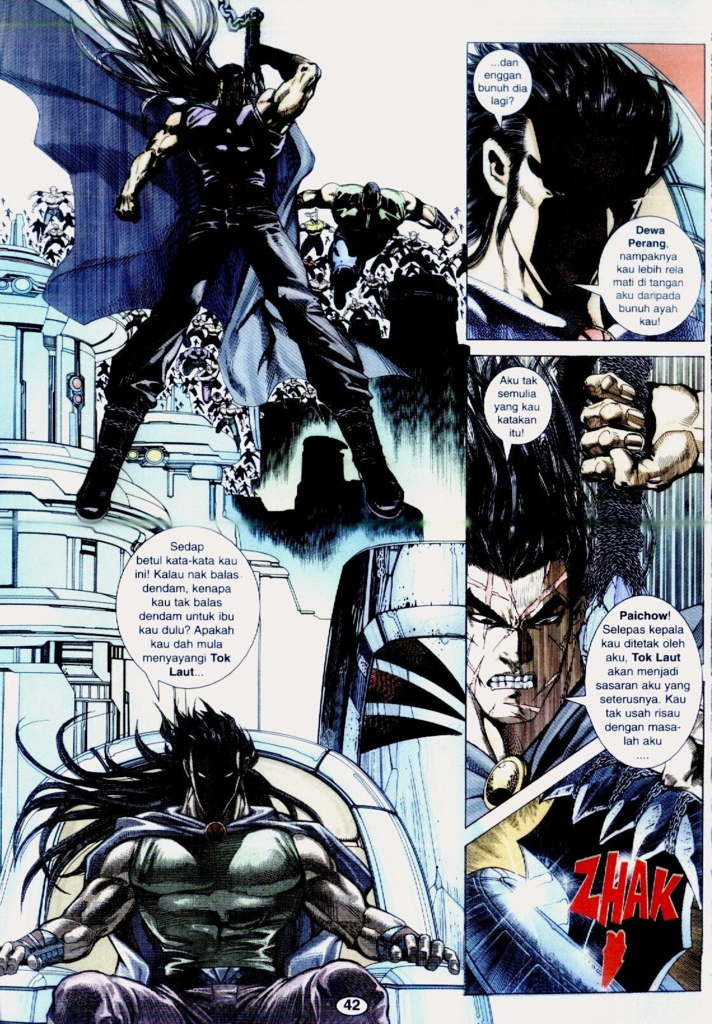 Sedap
betul kata-kata kau
ini! Kalau nak balas
dendam, kenapa
kau tak balas
dendam untuk ibu
kau dulu? Apakah
kau dah mula
menyayangi Tok
Laut...
...dan
enggan
bunuh dia
lagi?
Dewa
Perang,
nampaknya
kau lebih rela
mati di tangan
aku daripada
bunuh ayah
kau!
Aku tak
semulia
yang kau
katakan
itu!
Paichow!
Selepas kepala
kau ditetak oleh
aku, Tok Laut
akan menjadi
sasaran aku yang
seterusnya. Kau
tak usah risau
dengan masa-
lah aku
....
ZHAK
!
42